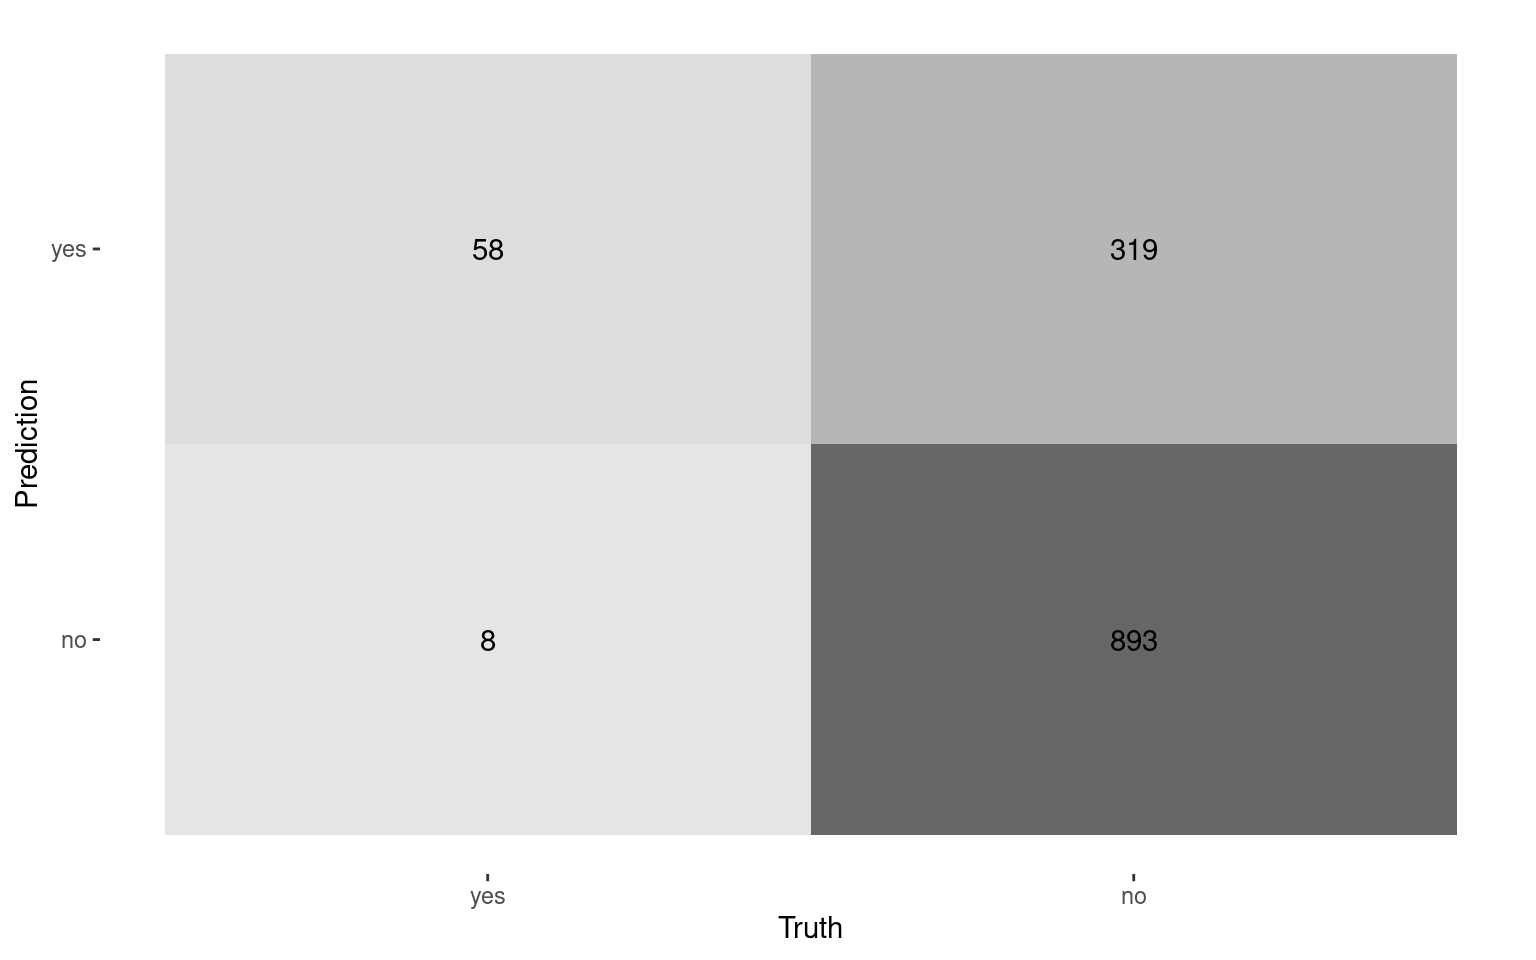 yes
58
319
Prediction
no
8
893
yes
no
Truth